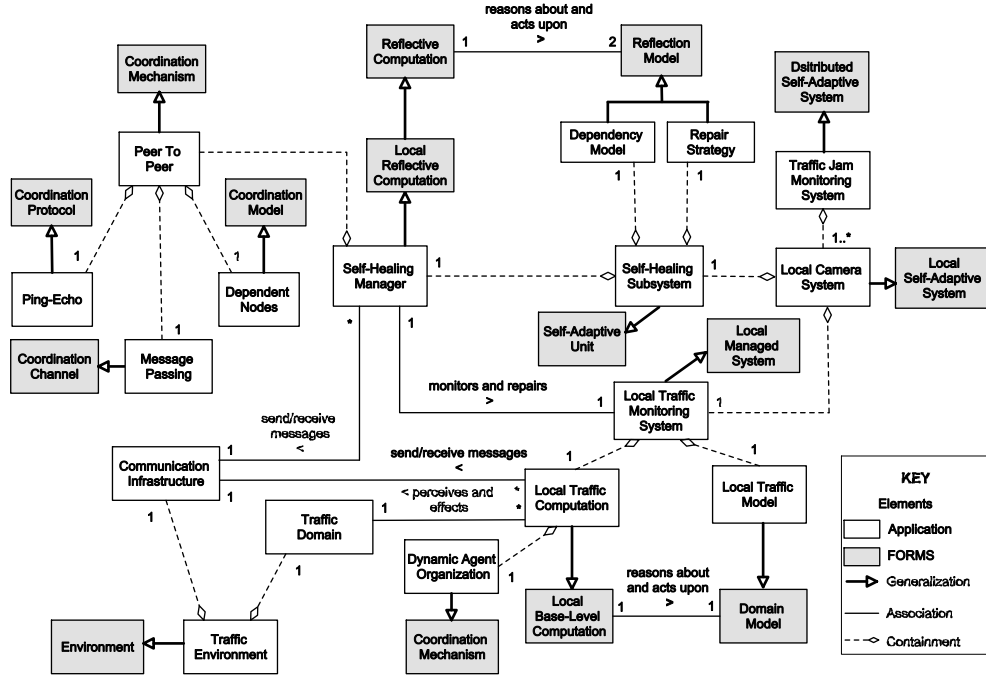 reasons about and
acts upon
>
1
2
Coordination
Mechanism
Reflective
Computation
Reflection
Model
Dsitributed
Self-Adaptive
System
Peer To
Peer
Local
Reflective
Computation
Dependency
Model
Repair
Strategy
Traffic Jam
Monitoring
System
1
1
Coordination
Protocol
Coordination
Model
1
1
1..*
Ping-Echo
Dependent
Nodes
Self-Healing
Manager
1
Self-Healing
Subsystem
1
Local Camera
System
Local
Self-Adaptive
System
*
1
1
Coordination
Channel
Message
Passing
Self-Adaptive
Unit
Local
Managed
System
monitors and repairs
>
1
Local Traffic
Monitoring
System
1
send/receive
messages
<
1
send/receive messages
<
1
1
Communication
Infrastructure
1
1
< perceives and
effects
*
*
1
Local Traffic
Computation
Local Traffic
Model
Traffic
Domain
1
Dynamic Agent
Organization
1
reasons about
and acts upon
>
1
1
Local
Base-Level
Computation
Domain
Model
Environment
Traffic
Environment
Coordination
Mechanism
KEY
Elements
Application
FORMS
Generalization
Association
Containment